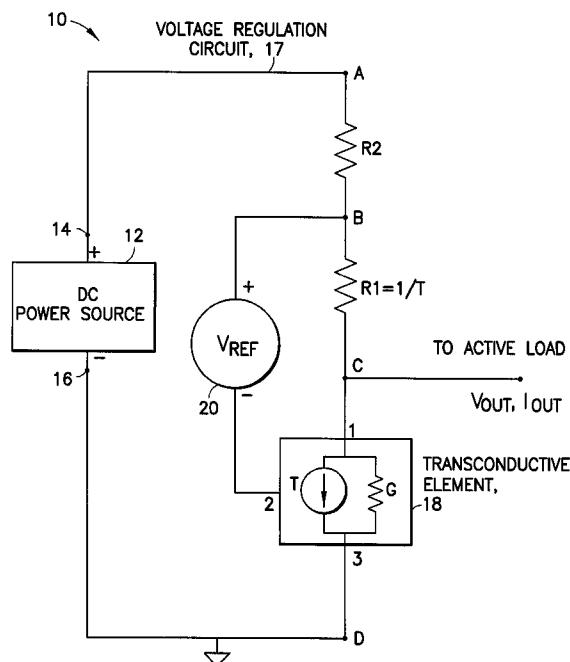 10
VOLTAGE REGULATION
CIRCUIT, 17
A
R2
14
12
B
+
DC
POWER SOURCE
−
16
+
VREF
20
−
R1=1/T
C
TO ACTIVE LOAD
VOUT, IOUT
1
T
G
2
3
TRANSCONDUCTIVE
ELEMENT,
18
D